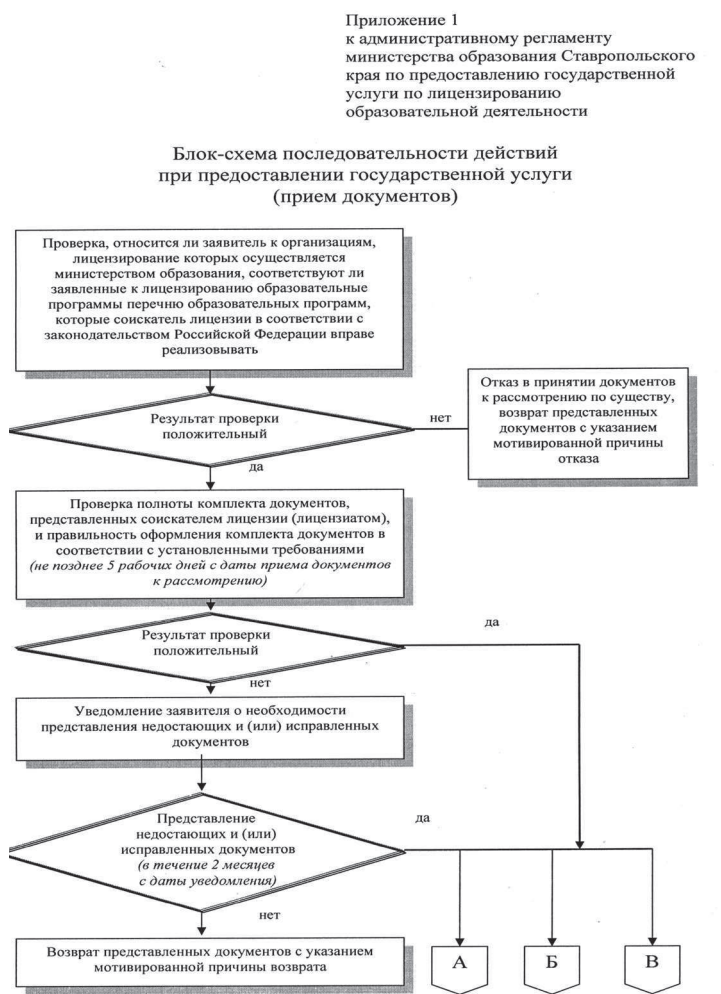 Приложение 1
к административному регламенту
министерства образования Ставропольского
края по предоставлению государственной
услуги по лицензированию
образовательной деятельности
Блок-схема последовательности действий
при предоставлении государственной услуги
(прием документов)
Проверка, относится ли заявитель к организациям,
лицензирование которых осуществляется
министерством образования, соответствуют ли
заявленные к лицензированию образовательные
программы перечню образовательных программ,
которые соискатель лицензии в соответствии с
законодательством Российской Федерации вправе
реализовывать
Результат проверки
положительный
нет
Отказ в принятии документов
к рассмотрению по существу,
возврат представленных
документов с указанием
мотивированной причины
отказа
да
Проверка полноты комплекта документов,
представленных соискателем лицензии (лицензиатом),
и правильность оформления комплекта документов в
соответствии с установленными требованиями
(не позднее 5 рабочих дней с даты приема документов
к рассмотрению)
Результат проверки
положительный
да
нет
Уведомление заявителя о необходимости
представления недостающих и (или) исправленных
документов
Представление
недостающих и (или)
исправленных документов
(в течение 2 месяцев
с даты уведомления)
да
нет
Возврат представленных документов с указанием
мотивированной причины возврата
А
Б
В